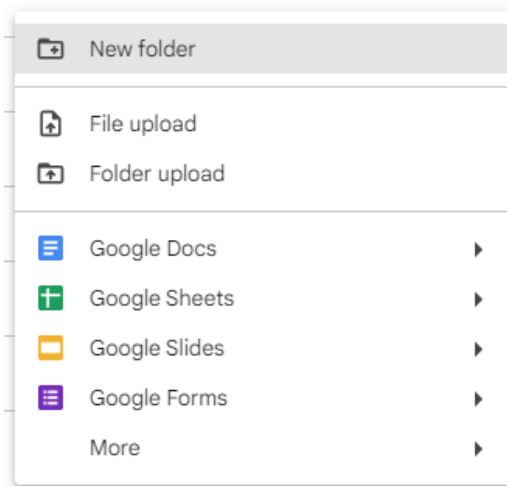 New folder
File upload
Folder upload
Google Docs
Google Sheets
Google Slides
Google Forms
More